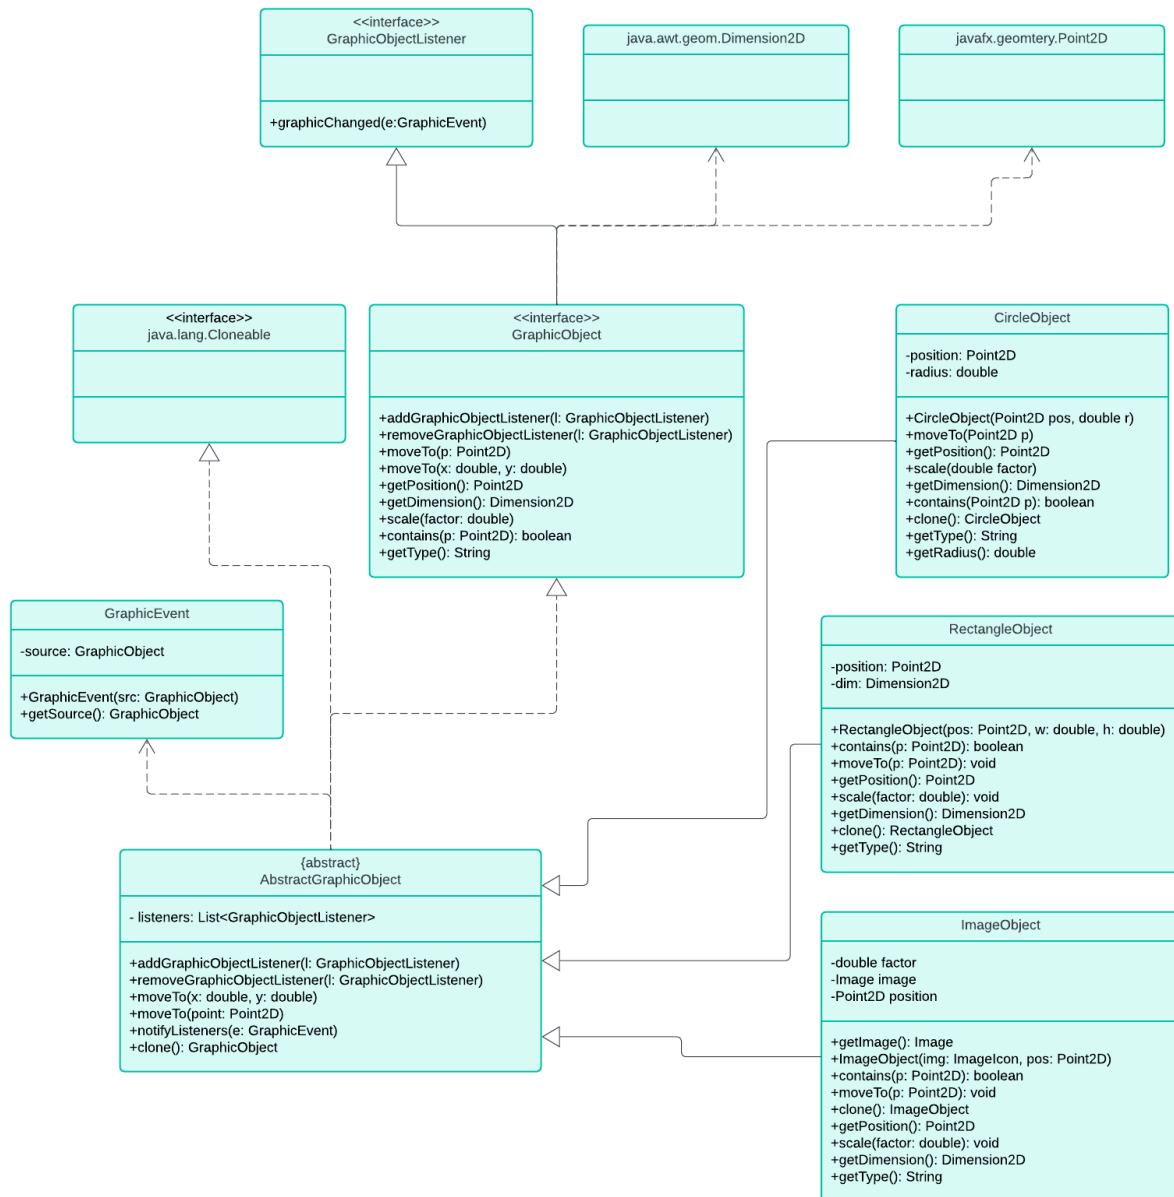 <<interface>>
GraphicObjectListener
+graphicChanged(e:GraphicEvent)
java.awt.geom.Dimension2D
javafx.geomtery.Point2D
<<interface>>
java.lang.Cloneable
<<interface>>
GraphicObject
+addGraphicObjectListener(l: GraphicObjectListener)
+removeGraphicObjectListener(l: GraphicObjectListener)
+moveTo(p: Point2D)
+moveTo(x: double, y: double)
+getPosition(): Point2D
+getDimension(): Dimension2D
+scale(factor: double)
+contains(p: Point2D): boolean
+getType(): String
CircleObject
-position: Point2D
-radius: double
+CircleObject(Point2D pos, double r)
+moveTo(Point2D p)
+getPosition(): Point2D
+scale(double factor)
+getDimension(): Dimension2D
+contains(Point2D p): boolean
+clone(): CircleObject
+getType(): String
+getRadius(): double
GraphicEvent
-source: GraphicObject
+GraphicEvent(src: GraphicObject)
+getSource(): GraphicObject
RectangleObject
-position: Point2D
-dim: Dimension2D
+RectangleObject(pos: Point2D, w: double, h: double)
+contains(p: Point2D): boolean
+moveTo(p: Point2D): void
+getPosition(): Point2D
+scale(factor: double): void
+getDimension(): Dimension2D
+clone(): RectangleObject
+getType(): String
{abstract}
AbstractGraphicObject
- listeners: List<GraphicObjectListener>
+addGraphicObjectListener(l: GraphicObjectListener)
+removeGraphicObjectListener(l: GraphicObjectListener)
+moveTo(x: double, y: double)
+moveTo(point: Point2D)
+notifyListeners(e: GraphicEvent)
+clone(): GraphicObject
ImageObject
-double factor
-Image image
-Point2D position
+getImage(): Image
+ImageObject(img: ImageIcon, pos: Point2D)
+contains(p: Point2D): boolean
+moveTo(p: Point2D): void
+clone(): ImageObject
+getPosition(): Point2D
+scale(factor: double): void
+getDimension(): Dimension2D
+getType(): String